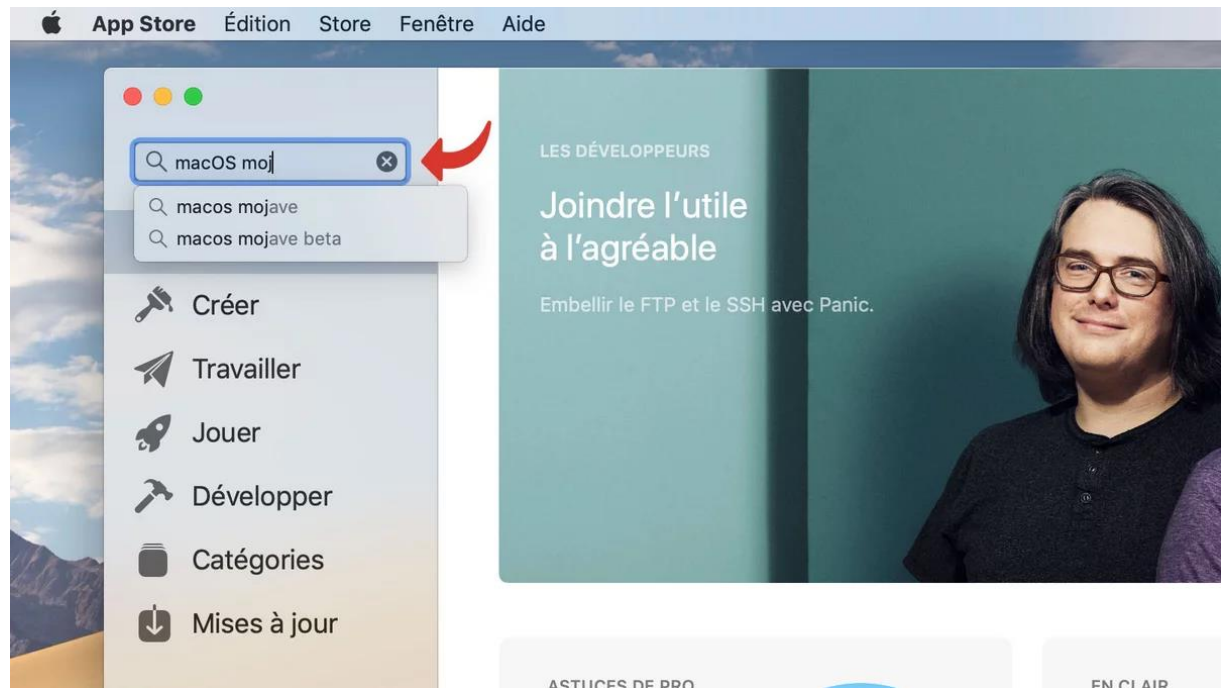 App Store Édition Store Fenêtre Aide
macOS moj
macos mojave
macos mojave beta
Créer
Travailler
Jouer
Développer
Catégories
Mises à jour
LES DÉVELOPPEURS
Joindre l’utile
à l’agréable
Embellir le FTP et le SSH avec Panic.
ASTUCES DE PRO
EN CLAIR